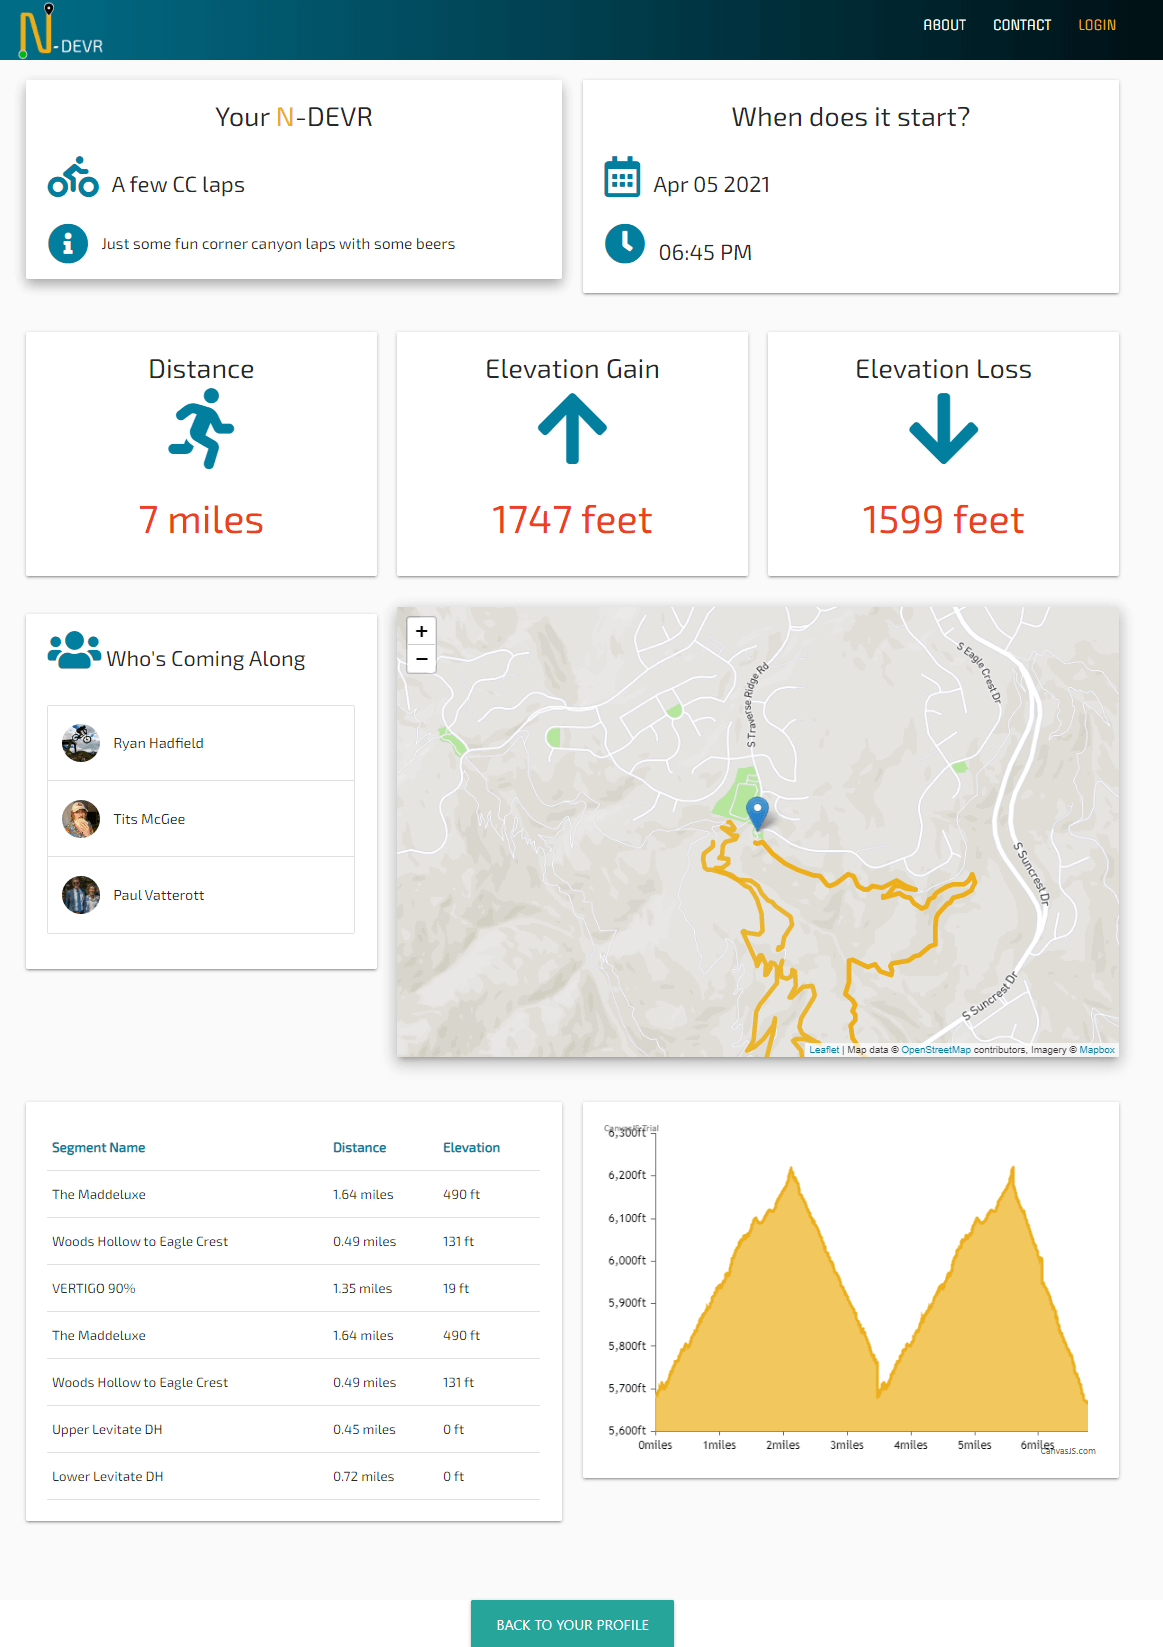 N-DEVR
ABOUT CONTACT LOGIN
Your N-DEVR
A few CC laps
Just some fun corner canyon laps with some beers
When does it start?
Apr 05 2021
06:45 PM
Distance
7 miles
Elevation Gain
1747 feet
Elevation Loss
1599 feet
Who's Coming Along
Ryan Hadfield
Tits McGee
Paul Vatterott
+
−
S Traverse Ridge Rd
S Eagle Crest Dr
S Suncrest Dr
S Suncrest Dr
Leaflet | Map data © OpenStreetMap contributors, Imagery © Mapbox
Segment Name Distance Elevation
The Maddeluxe 1.64 miles 490 ft
Woods Hollow to Eagle Crest 0.49 miles 131 ft
VERTIGO 90% 1.35 miles 19 ft
The Maddeluxe 1.64 miles 490 ft
Woods Hollow to Eagle Crest 0.49 miles 131 ft
Upper Levitate DH 0.45 miles 0 ft
Lower Levitate DH 0.72 miles 0 ft
CanvasJS Trial
6,300ft
6,200ft
6,100ft
6,000ft
5,900ft
5,800ft
5,700ft
5,600ft
0miles 1miles 2miles 3miles 4miles 5miles 6miles
CanvasJS.com
BACK TO YOUR PROFILE